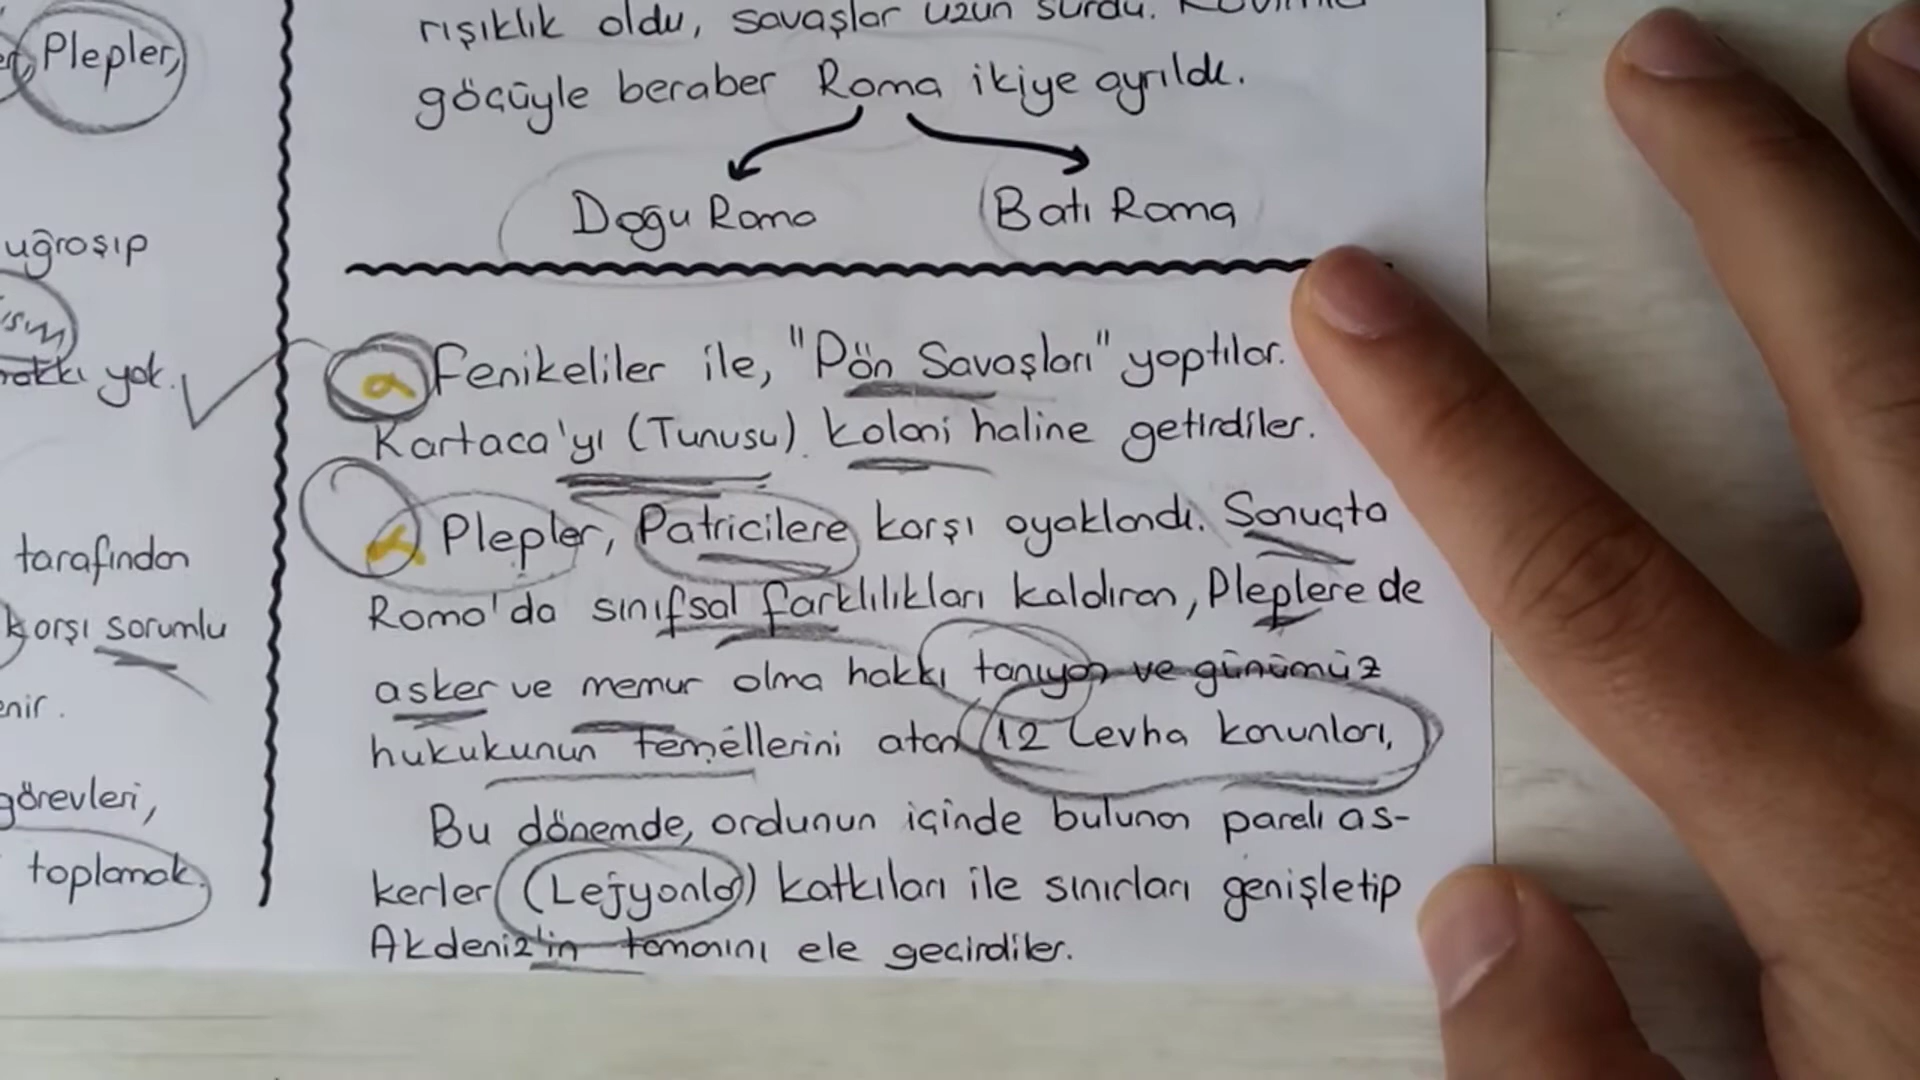 Plepler,
uğraşıp
hakkı yok.
tarafından
karşı sorumlu
enir.
görevleri,
toplamak.
rışıklık oldu, savaşlar uzun sürdü.
göçüyle beraber Roma ikiye ayrıldı.
Doğu Roma Batı Roma
Fenikeliler ile, "Pön Savaşları" yaptılar.
Kartaca'yı (Tunusu) koloni haline getirdiler.
Plepler, Patricilere karşı ayaklandı. Sonuçta
Roma'da sınıfsal farklılıkları kaldıran, Pleplere de
asker ve memur olma hakkı tanıyan ve günümüz
hukukunun temellerini atan 12 Levha kanunları,
Bu dönemde, ordunun içinde bulunan paralı as-
kerler (Lejyonlar) katkıları ile sınırları genişletip
Akdeniz'in tamamını ele geçirdiler.